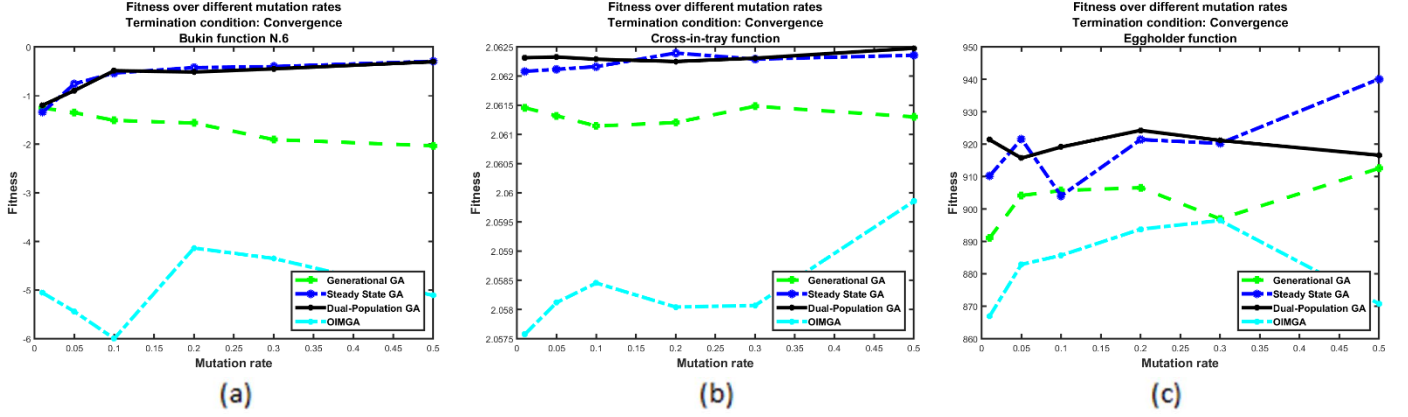 Fitness over different mutation rates
Termination condition: Convergence
Bukin function N.6
0
-1
-2
-3
-4
-5
-6
Fitness
0
0.05
0.1
0.15
0.2
0.25
0.3
0.35
0.4
0.45
0.5
Mutation rate
Generational GA
Steady State GA
Dual-Population GA
OIMGA
(a)
Fitness over different mutation rates
Termination condition: Convergence
Cross-in-tray function
2.0625
2.062
2.0615
2.061
2.0605
2.06
2.0595
2.059
2.0585
2.058
2.0575
Fitness
0
0.05
0.1
0.15
0.2
0.25
0.3
0.35
0.4
0.45
0.5
Mutation rate
Generational GA
Steady State GA
Dual-Population GA
OIMGA
(b)
Fitness over different mutation rates
Termination condition: Convergence
Eggholder function
950
940
930
920
910
900
890
880
870
860
Fitness
0
0.05
0.1
0.15
0.2
0.25
0.3
0.35
0.4
0.45
0.5
Mutation rate
Generational GA
Steady State GA
Dual-Population GA
OIMGA
(c)